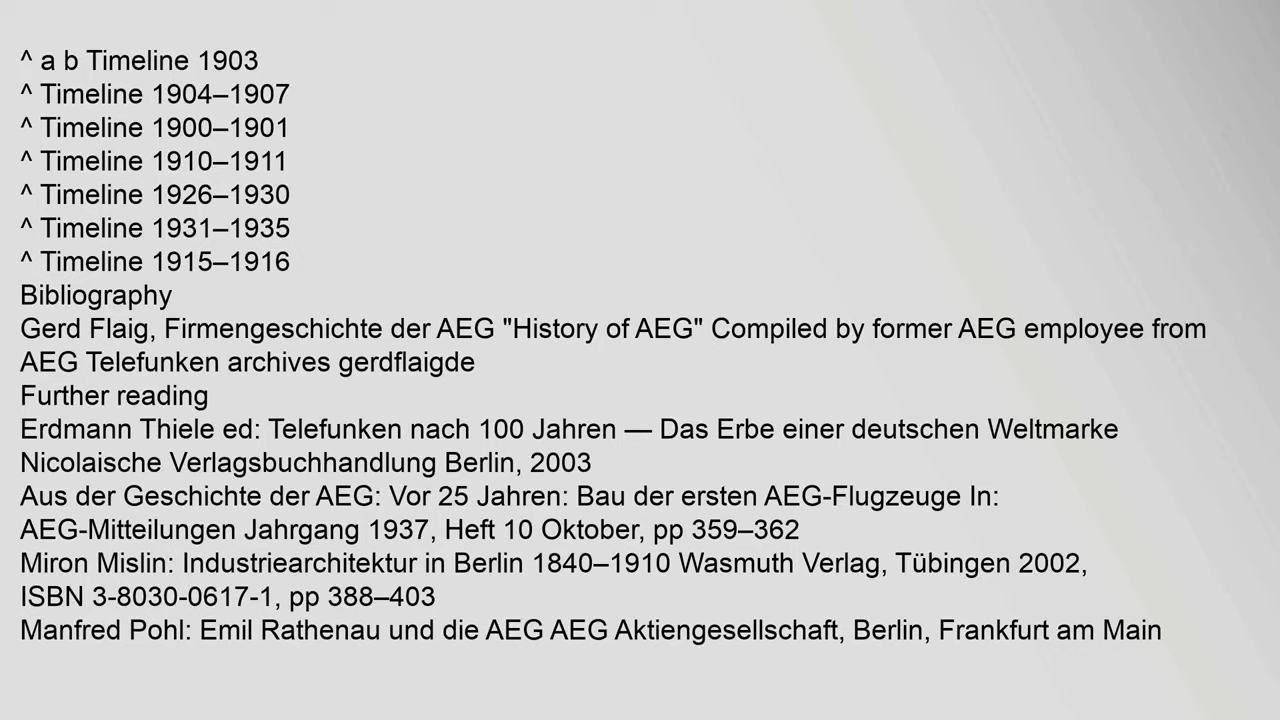 ^ a b Timeline 1903
^ Timeline 1904–1907
^ Timeline 1900–1901
^ Timeline 1910–1911
^ Timeline 1926–1930
^ Timeline 1931–1935
^ Timeline 1915–1916
Bibliography
Gerd Flaig, Firmengeschichte der AEG "History of AEG" Compiled by former AEG employee from
AEG Telefunken archives gerdflaigde
Further reading
Erdmann Thiele ed: Telefunken nach 100 Jahren — Das Erbe einer deutschen Weltmarke
Nicolaische Verlagsbuchhandlung Berlin, 2003
Aus der Geschichte der AEG: Vor 25 Jahren: Bau der ersten AEG-Flugzeuge In:
AEG-Mitteilungen Jahrgang 1937, Heft 10 Oktober, pp 359–362
Miron Mislin: Industriearchitektur in Berlin 1840–1910 Wasmuth Verlag, Tübingen 2002,
ISBN 3-8030-0617-1, pp 388–403
Manfred Pohl: Emil Rathenau und die AEG AEG Aktiengesellschaft, Berlin, Frankfurt am Main